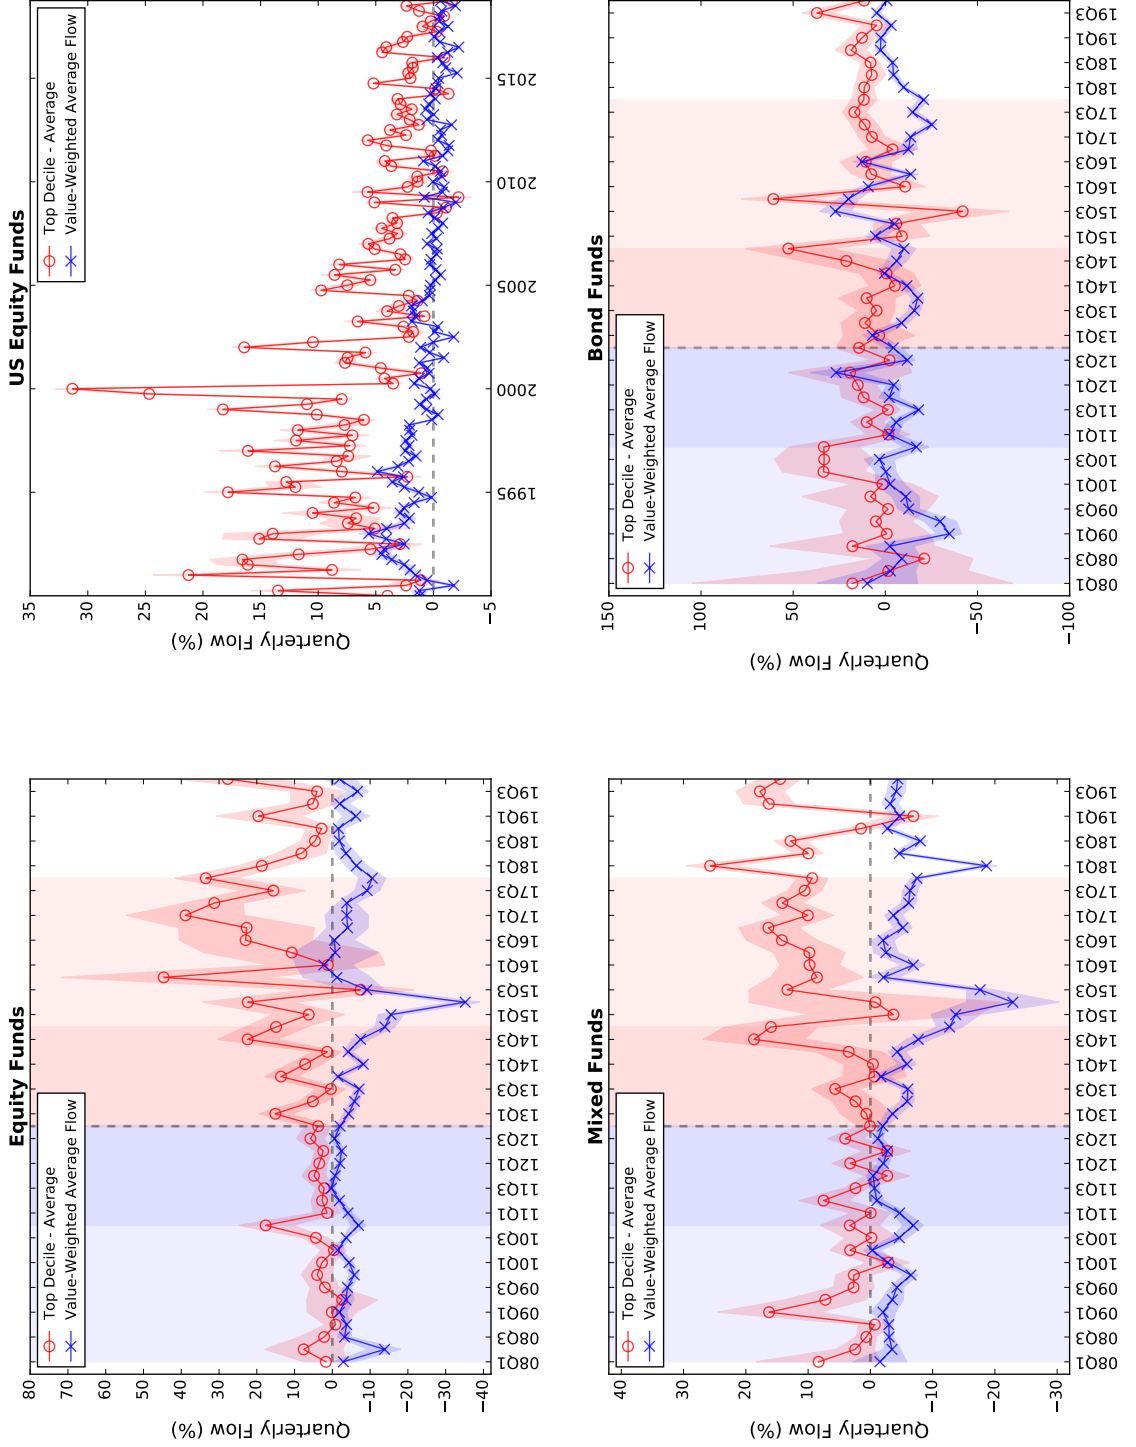 Equity Funds
Top Decile - Average
Value-Weighted Average Flow
Quarterly Flow (%)
80
70
60
50
40
30
20
10
0
−10
−20
−30
−40
08Q1
08Q3
09Q1
09Q3
10Q1
10Q3
11Q1
11Q3
12Q1
12Q3
13Q1
13Q3
14Q1
14Q3
15Q1
15Q3
16Q1
16Q3
17Q1
17Q3
18Q1
18Q3
19Q1
19Q3
US Equity Funds
Top Decile - Average
Value-Weighted Average Flow
Quarterly Flow (%)
35
30
25
20
15
10
5
0
−5
1995
2000
2005
2010
2015
Mixed Funds
Top Decile - Average
Value-Weighted Average Flow
Quarterly Flow (%)
40
30
20
10
0
−10
−20
−30
08Q1
08Q3
09Q1
09Q3
10Q1
10Q3
11Q1
11Q3
12Q1
12Q3
13Q1
13Q3
14Q1
14Q3
15Q1
15Q3
16Q1
16Q3
17Q1
17Q3
18Q1
18Q3
19Q1
19Q3
Bond Funds
Top Decile - Average
Value-Weighted Average Flow
Quarterly Flow (%)
150
100
50
0
−50
−100
08Q1
08Q3
09Q1
09Q3
10Q1
10Q3
11Q1
11Q3
12Q1
12Q3
13Q1
13Q3
14Q1
14Q3
15Q1
15Q3
16Q1
16Q3
17Q1
17Q3
18Q1
18Q3
19Q1
19Q3